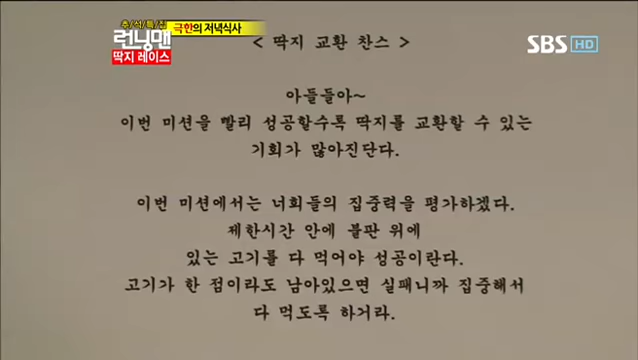 추석특집
런닝맨
딱지 레이스
극한의 저녁식사
SBS HD
< 딱지 교환 찬스 >
아들들아~
이번 미션을 빨리 성공할수록 딱지를 교환할 수 있는
기회가 많아진단다.
이번 미션에서는 너희들의 집중력을 평가하겠다.
제한시간 안에 불판 위에
있는 고기를 다 먹어야 성공이란다.
고기가 한 점이라도 남아있으면 실패니까 집중해서
다 먹도록 하거라.